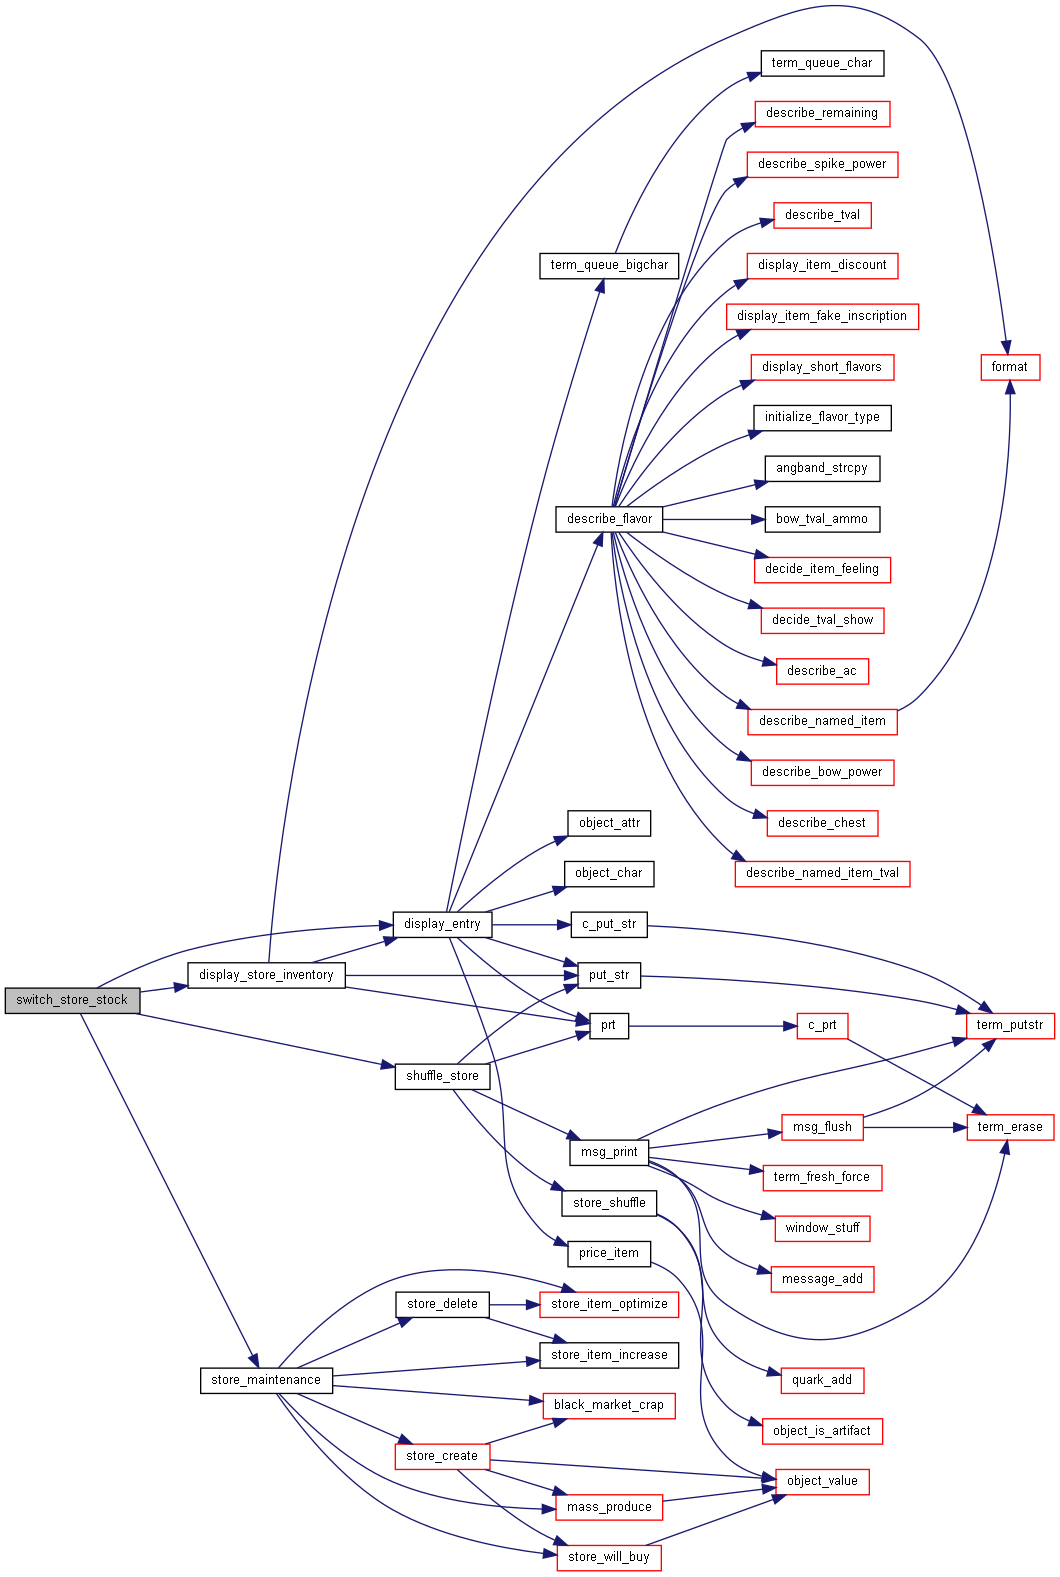 term_queue_char
describe_remaining
describe_spike_power
describe_tval
term_queue_bigchar
display_item_discount
display_item_fake_inscription
format
display_short_flavors
initialize_flavor_type
angband_strcpy
describe_flavor
bow_tval_ammo
decide_item_feeling
decide_tval_show
describe_ac
describe_named_item
describe_bow_power
object_attr
describe_chest
object_char
describe_named_item_tval
display_entry
c_put_str
display_store_inventory
put_str
switch_store_stock
prt
c_prt
term_putstr
shuffle_store
msg_flush
term_erase
msg_print
term_fresh_force
store_shuffle
window_stuff
price_item
message_add
store_delete
store_item_optimize
store_item_increase
store_maintenance
quark_add
black_market_crap
object_is_artifact
store_create
object_value
mass_produce
store_will_buy